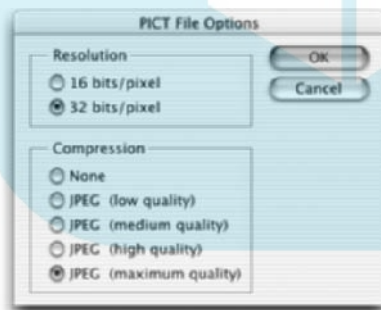 PICT File Options
Resolution
16 bits/pixel
32 bits/pixel
OK
Cancel
Compression
None
JPEG (low quality)
JPEG (medium quality)
JPEG (high quality)
JPEG (maximum quality)